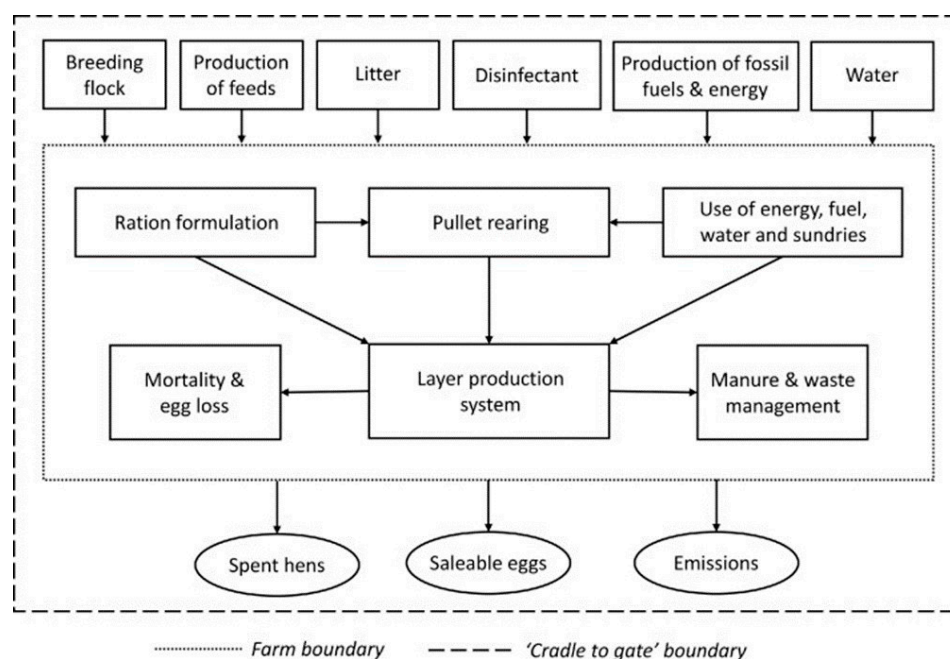 Breeding
flock
Production
of feeds
Litter
Disinfectant
Production of fossil
fuels & energy
Water
Ration formulation
Pullet rearing
Use of energy, fuel,
water and sundries
Mortality &
egg loss
Layer production
system
Manure & waste
management
Spent hens
Saleable eggs
Emissions
Farm boundary
‘Cradle to gate’ boundary